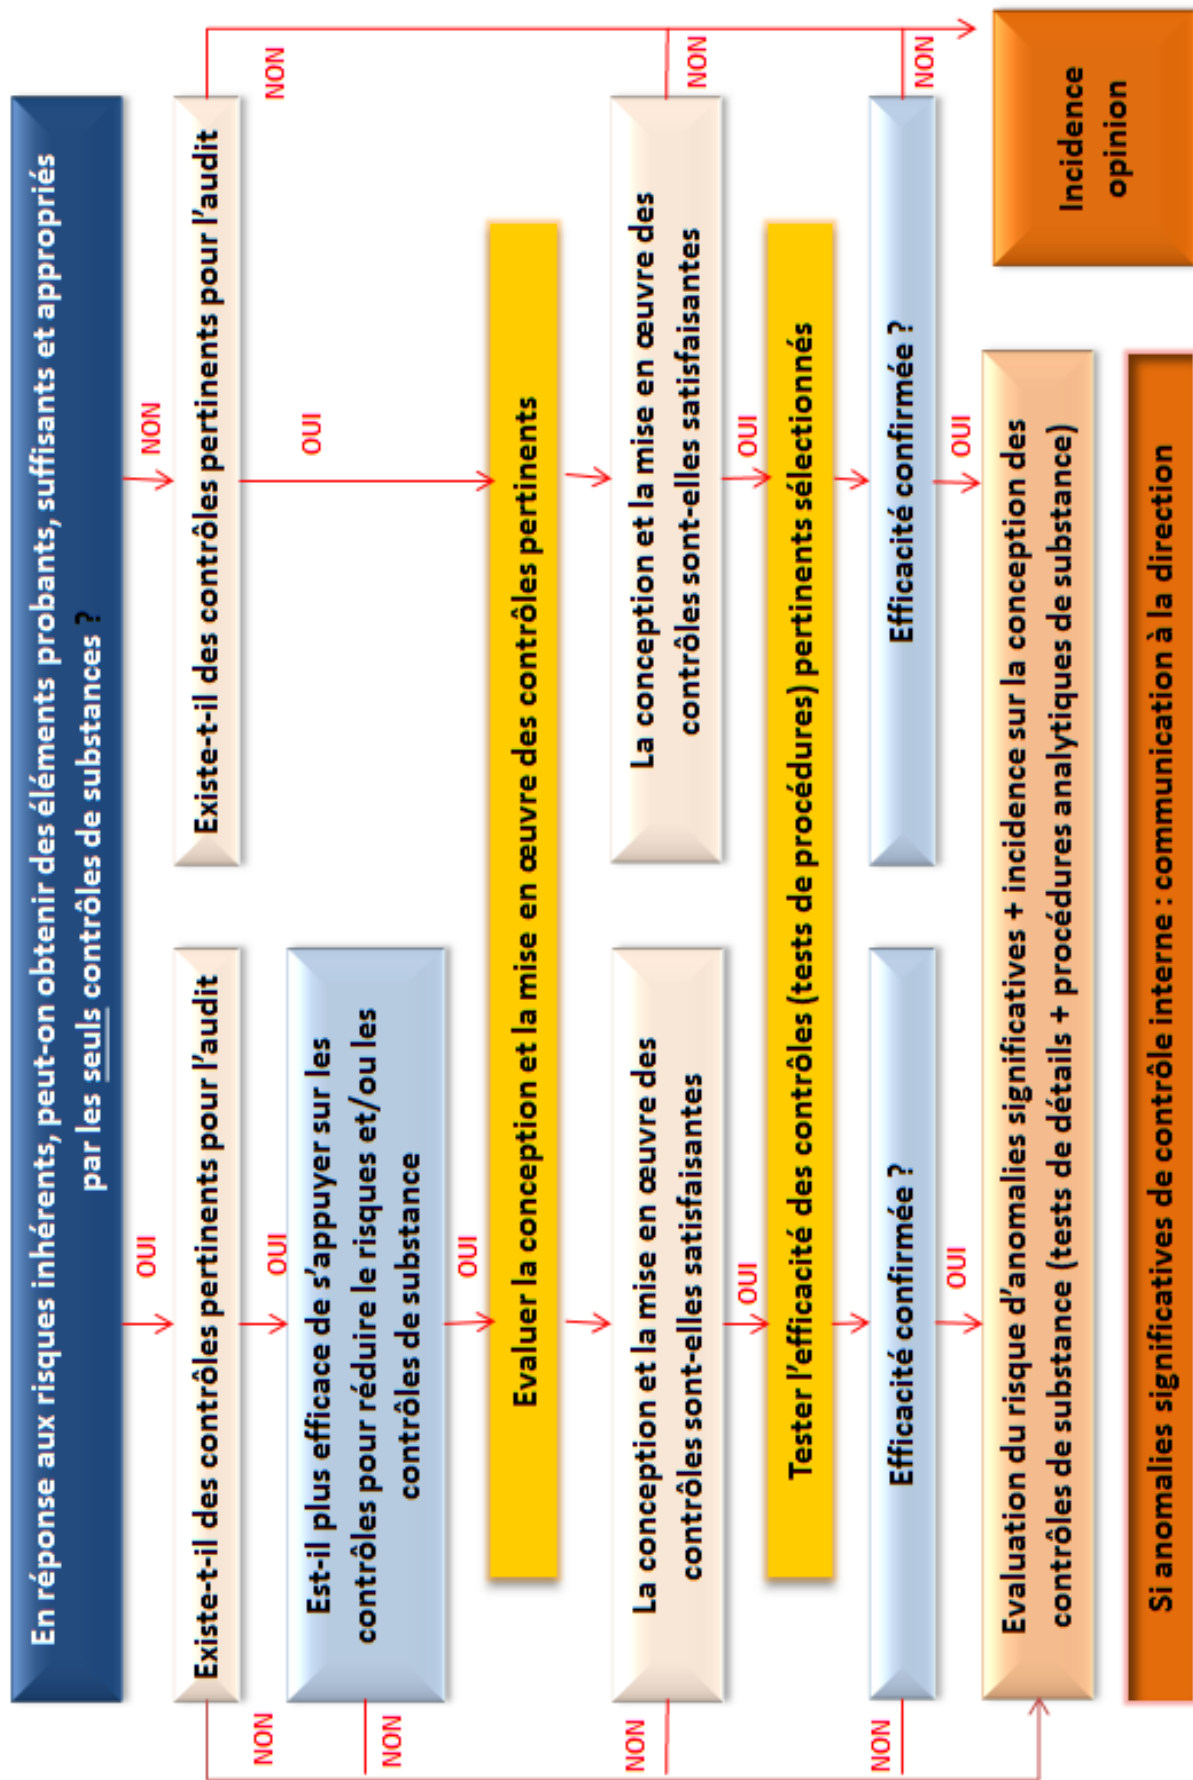 En réponse aux risques inhérents, peut-on obtenir des éléments probants, suffisants et appropriés
par les seuls contrôles de substances ?
OUI
NON
Existe-t-il des contrôles pertinents pour l'audit
Existe-t-il des contrôles pertinents pour l'audit
NON
OUI
OUI
NON
Est-il plus efficace de s'appuyer sur les
contrôles pour réduire le risques et/ou les
contrôles de substance
NON
OUI
Evaluer la conception et la mise en œuvre des contrôles pertinents
La conception et la mise en œuvre des
contrôles sont-elles satisfaisantes
La conception et la mise en œuvre des
contrôles sont-elles satisfaisantes
NON
OUI
OUI
NON
Tester l'efficacité des contrôles (tests de procédures) pertinents sélectionnés
Efficacité confirmée ?
Efficacité confirmée ?
NON
OUI
OUI
NON
Evaluation du risque d'anomalies significatives + incidence sur la conception des
contrôles de substance (tests de détails + procédures analytiques de substance)
Incidence
opinion
Si anomalies significatives de contrôle interne : communication à la direction